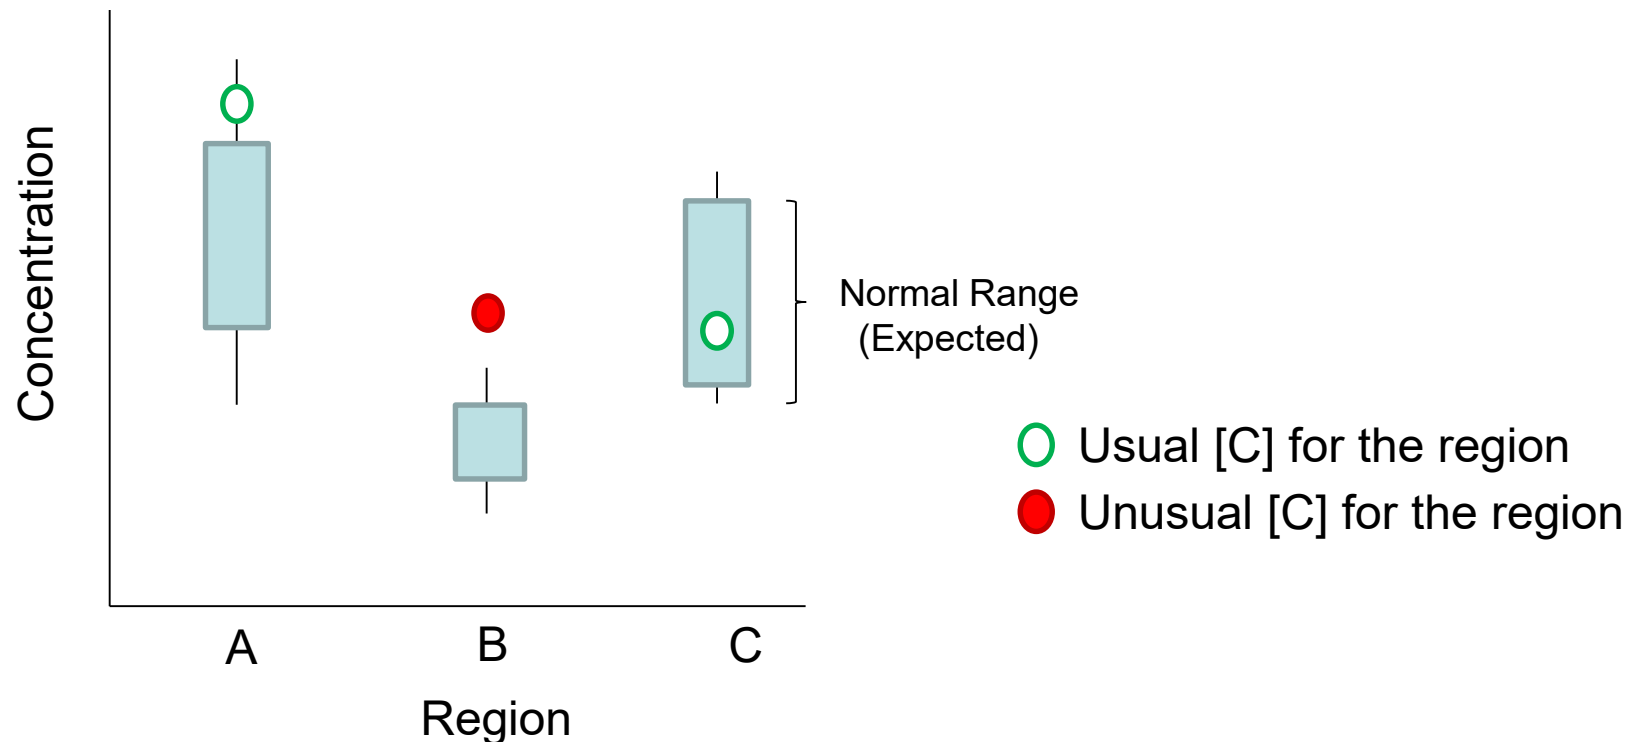 Concentration
Normal Range
(Expected)
Usual [C] for the region
Unusual [C] for the region
A
B
C
Region